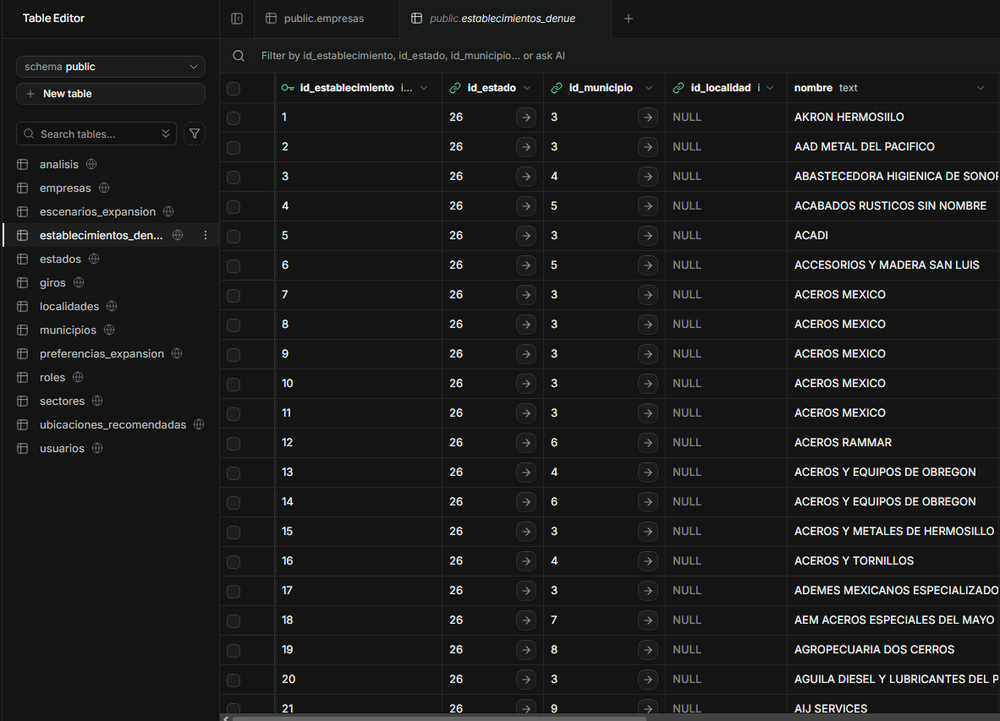 Table Editor
public.empresas
public.establecimientos_denue
schema public
New table
Search tables...
analisis
empresas
escenarios_expansion
establecimientos_den...
estados
giros
localidades
municipios
preferencias_expansion
roles
sectores
ubicaciones_recomendadas
usuarios
Filter by id_establecimiento, id_estado, id_municipio... or ask AI
id_establecimiento i... id_estado id_municipio id_localidad i nombre text
1 26 3 NULL AKRON HERMOSIILO
2 26 3 NULL AAD METAL DEL PACIFICO
3 26 4 NULL ABASTECEDORA HIGIENICA DE SONOR
4 26 5 NULL ACABADOS RUSTICOS SIN NOMBRE
5 26 3 NULL ACADI
6 26 5 NULL ACCESORIOS Y MADERA SAN LUIS
7 26 3 NULL ACEROS MEXICO
8 26 3 NULL ACEROS MEXICO
9 26 3 NULL ACEROS MEXICO
10 26 3 NULL ACEROS MEXICO
11 26 3 NULL ACEROS MEXICO
12 26 6 NULL ACEROS RAMMAR
13 26 4 NULL ACEROS Y EQUIPOS DE OBREGON
14 26 6 NULL ACEROS Y EQUIPOS DE OBREGON
15 26 3 NULL ACEROS Y METALES DE HERMOSILLO
16 26 4 NULL ACEROS Y TORNILLOS
17 26 3 NULL ADEMES MEXICANOS ESPECIALIZADO
18 26 7 NULL AEM ACEROS ESPECIALES DEL MAYO
19 26 8 NULL AGROPECUARIA DOS CERROS
20 26 3 NULL AGUILA DIESEL Y LUBRICANTES DEL P
21 26 9 NULL AIJ SERVICES